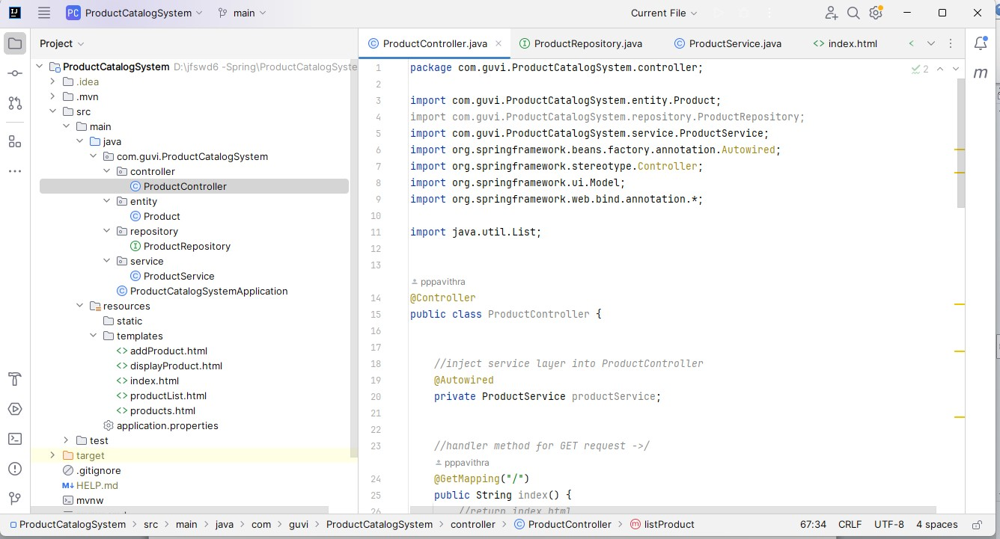 PC ProductCatalogSystem main Current File
Project
ProductCatalogSystem D:\jfswd6 -Spring\ProductCatalogSyste
.idea
.mvn
src
main
java
com.guvi.ProductCatalogSystem
controller
ProductController
entity
Product
repository
ProductRepository
service
ProductService
ProductCatalogSystemApplication
resources
static
templates
addProduct.html
displayProduct.html
index.html
productList.html
products.html
application.properties
test
target
.gitignore
M↓ HELP.md
mvnw
ProductController.java ProductRepository.java ProductService.java index.html
2
1 package com.guvi.ProductCatalogSystem.controller;
2
3 import com.guvi.ProductCatalogSystem.entity.Product;
4 import com.guvi.ProductCatalogSystem.repository.ProductRepository;
5 import com.guvi.ProductCatalogSystem.service.ProductService;
6 import org.springframework.beans.factory.annotation.Autowired;
7 import org.springframework.stereotype.Controller;
8 import org.springframework.ui.Model;
9 import org.springframework.web.bind.annotation.*;
10
11 import java.util.List;
12
13
pppavithra
14 @Controller
15 public class ProductController {
16
17
18 //inject service layer into ProductController
19 @Autowired
20 private ProductService productService;
21
22
23 //handler method for GET request ->/
pppavithra
24 @GetMapping("/")
25 public String index() {
26 //return index.html
m
ProductCatalogSystem > src > main > java > com > guvi > ProductCatalogSystem > controller > ProductController > listProduct 67:34 CRLF UTF-8 4 spaces